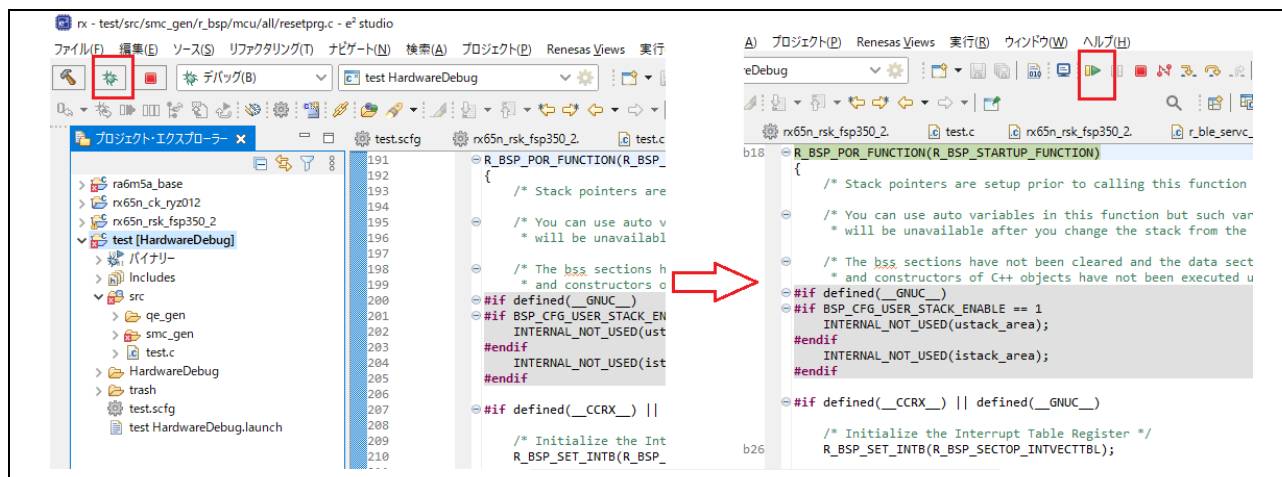 rx - test/src/smc_gen/r_bsp/mcu/all/resetprg.c - e² studio
ファイル(F) 編集(E) ソース(S) リファクタリング(T) ナビゲート(N) 検索(A) プロジェクト(P) Renesas Views 実行
デバッグ(B)
test HardwareDebug
プロジェクト・エクスプローラー
test.scfg
rx65n_rsk_fsp350_2.
test.c
ra6m5a_base
rx65n_ck_ryz012
rx65n_rsk_fsp350_2
test [HardwareDebug]
バイナリー
Includes
src
qe_gen
smc_gen
test.c
HardwareDebug
trash
test.scfg
test HardwareDebug.launch
191 R_BSP_POR_FUNCTION(R_BSP_
192 {
193 /* Stack pointers are
194
195 /* You can use auto v
196 * will be unavailabl
197
198 /* The bss sections h
199 * and constructors o
200 #if defined(__GNUC__)
201 #if BSP_CFG_USER_STACK_EN
202 INTERNAL_NOT_USED(ust
203 #endif
204 INTERNAL_NOT_USED(ist
205 #endif
206
207 #if defined(__CCRX__) ||
208
209 /* Initialize the Int
210 R_BSP_SET_INTB(R_BSP_
A) プロジェクト(P) Renesas Views 実行(R) ウィンドウ(W) ヘルプ(H)
eDebug
rx65n_rsk_fsp350_2.
test.c
rx65n_rsk_fsp350_2.
r_ble_servc_
b18 R_BSP_POR_FUNCTION(R_BSP_STARTUP_FUNCTION)
{
/* Stack pointers are setup prior to calling this function
/* You can use auto variables in this function but such var
* will be unavailable after you change the stack from the
/* The bss sections have not been cleared and the data sect
* and constructors of C++ objects have not been executed u
#if defined(__GNUC__)
#if BSP_CFG_USER_STACK_ENABLE == 1
INTERNAL_NOT_USED(ustack_area);
#endif
INTERNAL_NOT_USED(istack_area);
#endif
#if defined(__CCRX__) || defined(__GNUC__)
/* Initialize the Interrupt Table Register */
b26 R_BSP_SET_INTB(R_BSP_SECTOP_INTVECTTBL);